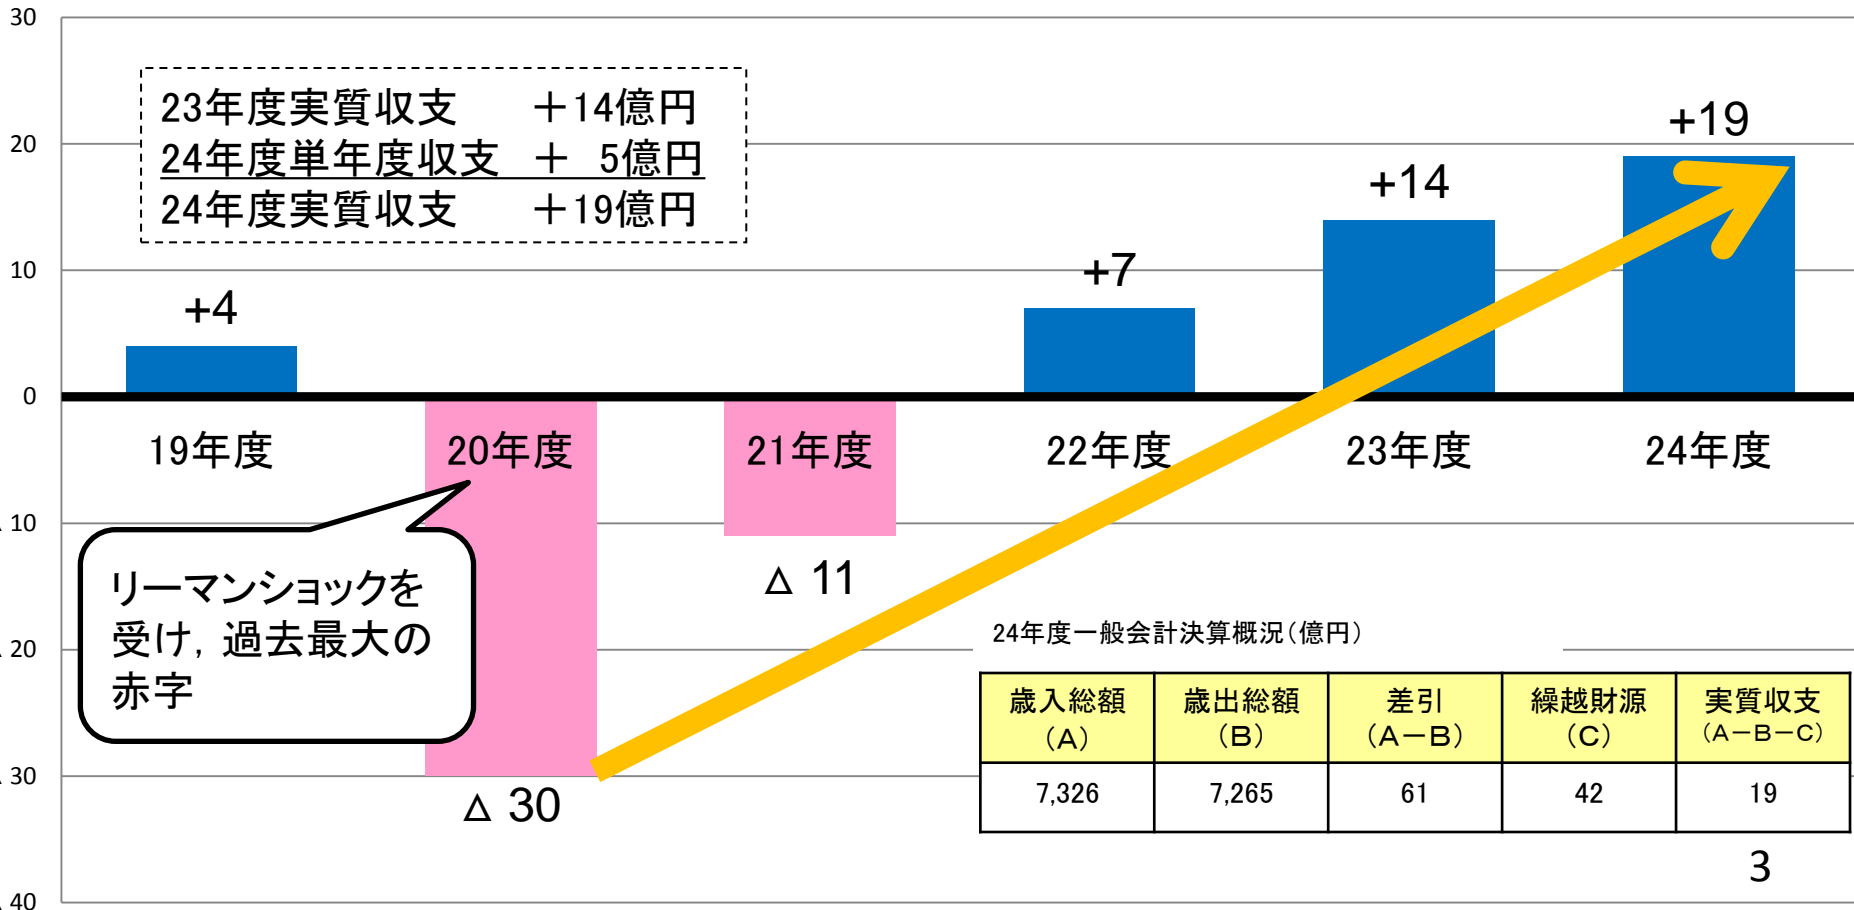 30
20
10
0
10
20
30
40
23年度実質収支 +14億円
24年度単年度収支 + 5億円
24年度実質収支 +19億円
+4
+7
+14
+19
19年度
20年度
21年度
22年度
23年度
24年度
△ 11
△ 30
リーマンショックを
受け，過去最大の
赤字
24年度一般会計決算概況（億円）
歳入総額 歳出総額 差引 繰越財源 実質収支
（A） （B） （A－B） （C） （A－B－C）
7,326 7,265 61 42 19
3